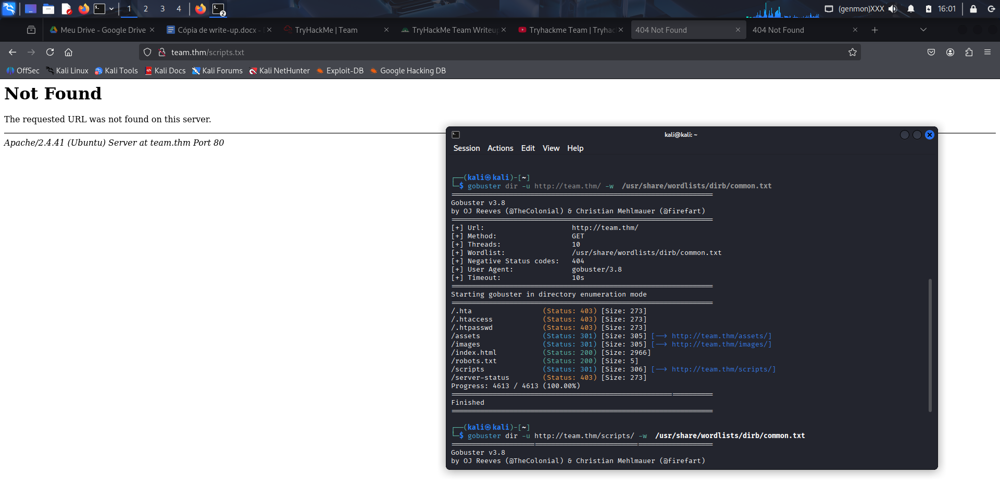 1 2 3 4 2 (genmon)XXX 16:01
Meu Drive - Google Drive Cópia de write-up.docx - TryHackMe | Team TryHackMe Team Writeup Tryhackme Team | Tryhac 404 Not Found 404 Not Found
team.thm/scripts.txt
OffSec Kali Linux Kali Tools Kali Docs Kali Forums Kali NetHunter Exploit-DB Google Hacking DB
Not Found
The requested URL was not found on this server.
Apache/2.4.41 (Ubuntu) Server at team.thm Port 80
kali@kali: ~
Session Actions Edit View Help
┌──(kali㉿kali)-[~]
└─$ gobuster dir -u http://team.thm/ -w  /usr/share/wordlists/dirb/common.txt
===============================================================
Gobuster v3.8
by OJ Reeves (@TheColonial) & Christian Mehlmauer (@firefart)
===============================================================
[+] Url:                     http://team.thm/
[+] Method:                  GET
[+] Threads:                 10
[+] Wordlist:                /usr/share/wordlists/dirb/common.txt
[+] Negative Status codes:   404
[+] User Agent:              gobuster/3.8
[+] Timeout:                 10s
===============================================================
Starting gobuster in directory enumeration mode
===============================================================
/.hta                 (Status: 403) [Size: 273]
/.htaccess            (Status: 403) [Size: 273]
/.htpasswd            (Status: 403) [Size: 273]
/assets               (Status: 301) [Size: 305] [--> http://team.thm/assets/]
/images               (Status: 301) [Size: 305] [--> http://team.thm/images/]
/index.html           (Status: 200) [Size: 2966]
/robots.txt           (Status: 200) [Size: 5]
/scripts              (Status: 301) [Size: 306] [--> http://team.thm/scripts/]
/server-status        (Status: 403) [Size: 273]
Progress: 4613 / 4613 (100.00%)
===============================================================
Finished
===============================================================
┌──(kali㉿kali)-[~]
└─$ gobuster dir -u http://team.thm/scripts/ -w  /usr/share/wordlists/dirb/common.txt
===============================================================
Gobuster v3.8
by OJ Reeves (@TheColonial) & Christian Mehlmauer (@firefart)